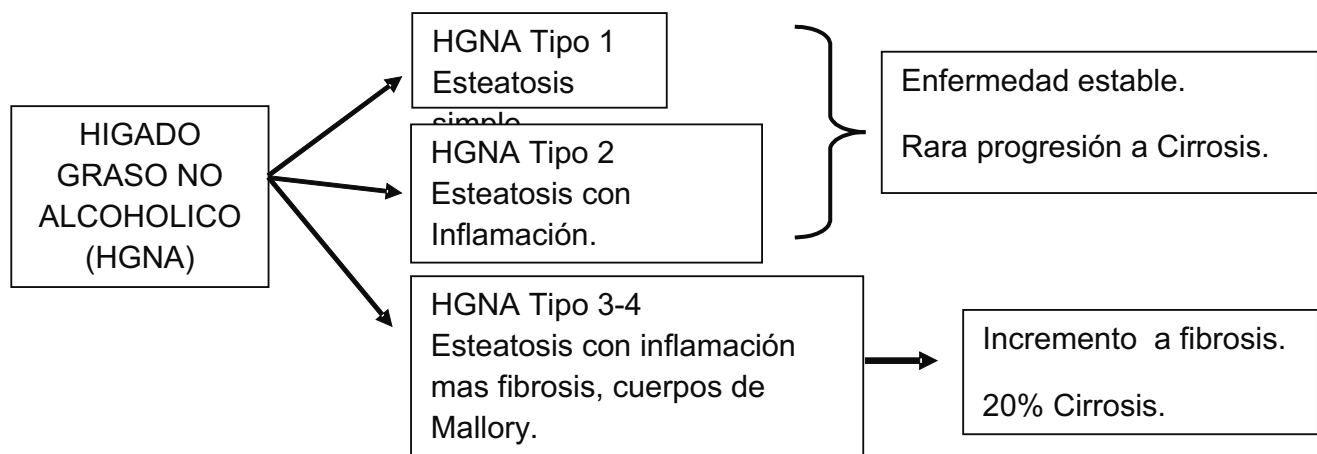 HIGADO
GRASO NO
ALCOHOLICO
(HGNA)
HGNA Tipo 1
Esteatosis
simple
HGNA Tipo 2
Esteatosis con
Inflamación.
HGNA Tipo 3-4
Esteatosis con inflamación
mas fibrosis, cuerpos de
Mallory.
Enfermedad estable.
Rara progresión a Cirrosis.
Incremento a fibrosis.
20% Cirrosis.